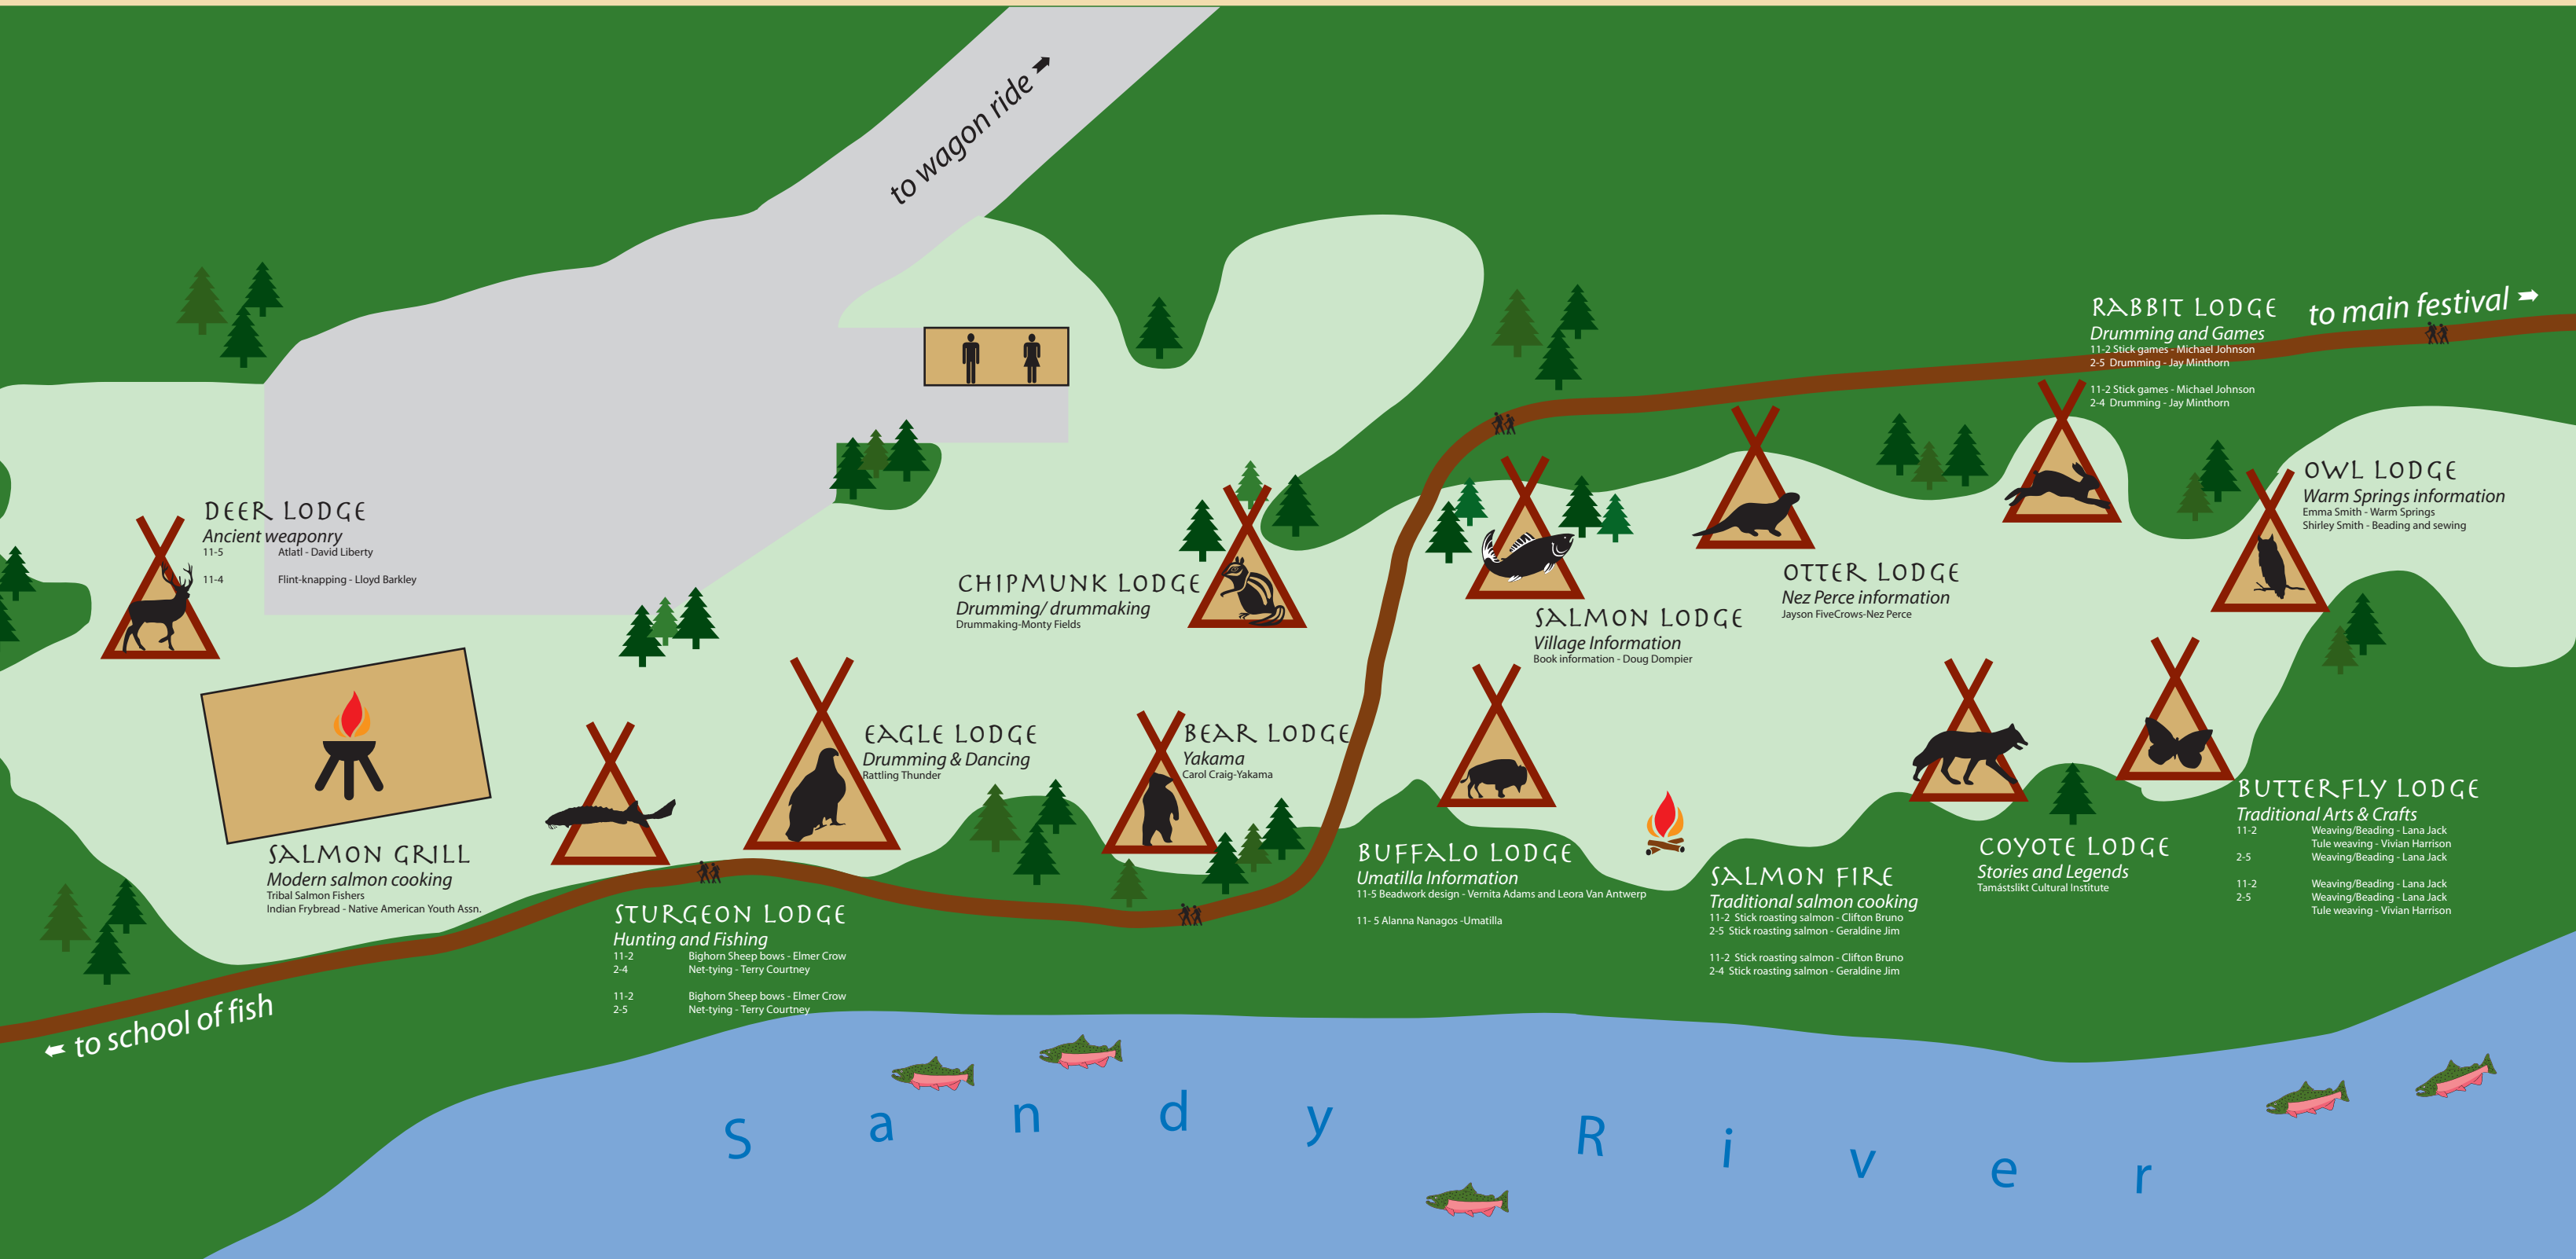 to wagon ride
RABBIT LODGE
Drumming and Games
11-2 Stick games - Michael Johnson
2-5 Drumming - Jay Minthorn
11-2 Stick games - Michael Johnson
2-4 Drumming - Jay Minthorn
to main festival
OWL LODGE
Warm Springs information
Emma Smith - Warm Springs
Shirley Smith - Beading and sewing
DEER LODGE
Ancient weaponry
11-5 Atlatl - David Liberty
11-4 Flint-knapping - Lloyd Barkley
CHIPMUNK LODGE
Drumming/ drummaking
Drummaking-Monty Fields
SALMON LODGE
Village Information
Book information - Doug Dompier
OTTER LODGE
Nez Perce information
Jayson FiveCrows-Nez Perce
EAGLE LODGE
Drumming & Dancing
Rattling Thunder
BEAR LODGE
Yakama
Carol Craig-Yakama
SALMON GRILL
Modern salmon cooking
Tribal Salmon Fishers
Indian Frybread - Native American Youth Assn.
STURGEON LODGE
Hunting and Fishing
11-2 Bighorn Sheep bows - Elmer Crow
2-4 Net-tying - Terry Courtney
11-2 Bighorn Sheep bows - Elmer Crow
2-5 Net-tying - Terry Courtney
BUFFALO LODGE
Umatilla Information
11-5 Beadwork design - Vernita Adams and Leora Van Antwerp
11- 5 Alanna Nanagos -Umatilla
SALMON FIRE
Traditional salmon cooking
11-2 Stick roasting salmon - Clifton Bruno
2-5 Stick roasting salmon - Geraldine Jim
11-2 Stick roasting salmon - Clifton Bruno
2-4 Stick roasting salmon - Geraldine Jim
COYOTE LODGE
Stories and Legends
Tamástslikt Cultural Institute
BUTTERFLY LODGE
Traditional Arts & Crafts
11-2 Weaving/Beading - Lana Jack
Tule weaving - Vivian Harrison
2-5 Weaving/Beading - Lana Jack
11-2 Weaving/Beading - Lana Jack
2-5 Weaving/Beading - Lana Jack
Tule weaving - Vivian Harrison
to school of fish
Sandy River